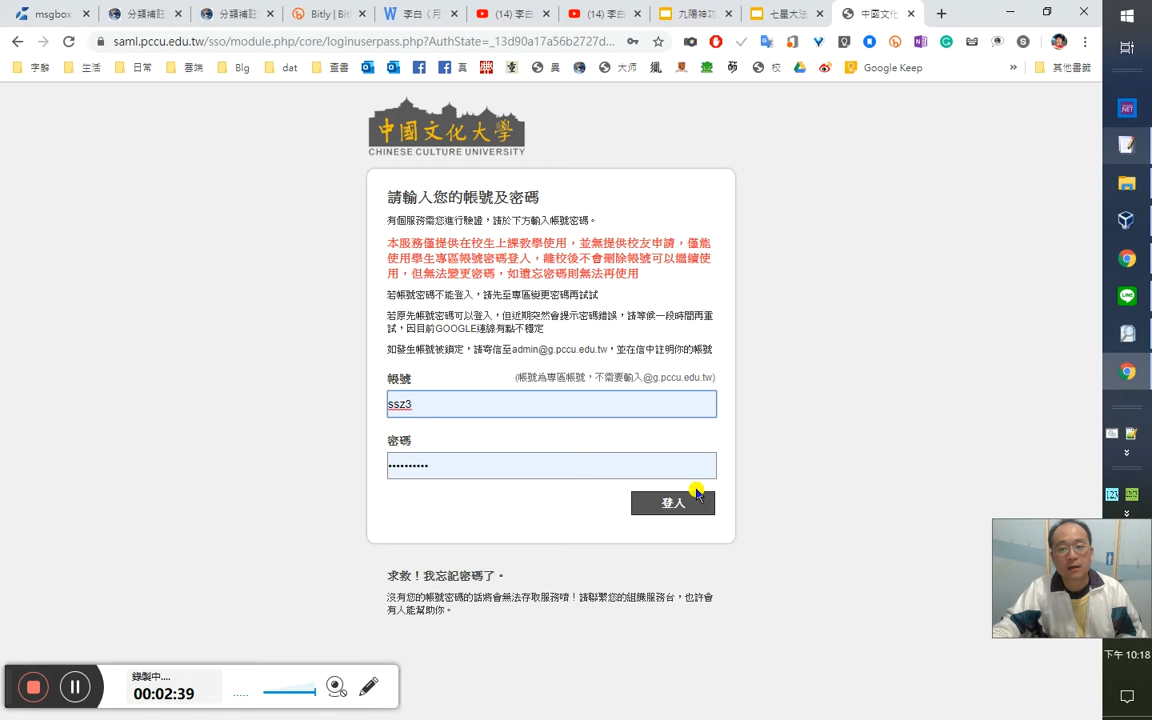 msgbox
分類補註
分類補註
Bitly | Bit
李白（月
(14) 李白
(14) 李白
九陽神功
七星大法
中國文化
saml.pccu.edu.tw/sso/module.php/core/loginuserpass.php?AuthState=_13d90a17a56b2727d...
字辭
生活
日常
雲端
Blg
dat
查書
真
異
大师
校
Google Keep
其他書籤
中國文化大學
CHINESE CULTURE UNIVERSITY
請輸入您的帳號及密碼
有個服務需您進行驗證，請於下方輸入帳號密碼。
本服務僅提供在校生上課教學使用，並無提供校友申請，僅能
使用學生專區帳號密碼登入，離校後不會刪除帳號可以繼續使
用，但無法變更密碼，如遺忘密碼則無法再使用
若帳號密碼不能登入，請先至專區變更密碼再試試
若原先帳號密碼可以登入，但近期突然會提示密碼錯誤，請等候一段時間再重
試，因目前GOOGLE連線有點不穩定
如發生帳號被鎖定，請寄信至admin@g.pccu.edu.tw，並在信中註明你的帳號
帳號
(帳號為專區帳號，不需要輸入@g.pccu.edu.tw)
ssz3
密碼
登入
求救！我忘記密碼了。
沒有您的帳號密碼的話將會無法存取服務唷！請聯繫您的組織服務台，也許會
有人能幫助你。
錄製中....
00:02:39
下午 10:18